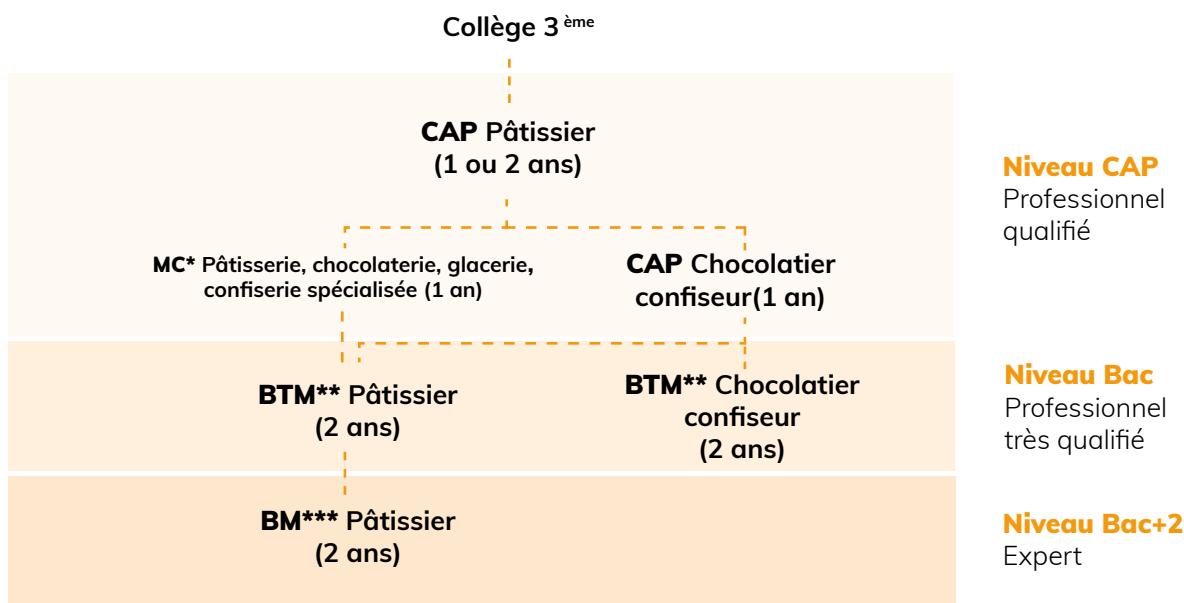 Collège 3 ème
CAP Pâtissier
(1 ou 2 ans)
Niveau CAP
Professionnel
qualifié
MC* Pâtisserie, chocolaterie, glacerie,
confiserie spécialisée (1 an)
CAP Chocolatier
confiseur(1 an)
BTM** Pâtissier
(2 ans)
BTM** Chocolatier
confiseur
(2 ans)
Niveau Bac
Professionnel
très qualifié
BM*** Pâtissier
(2 ans)
Niveau Bac+2
Expert